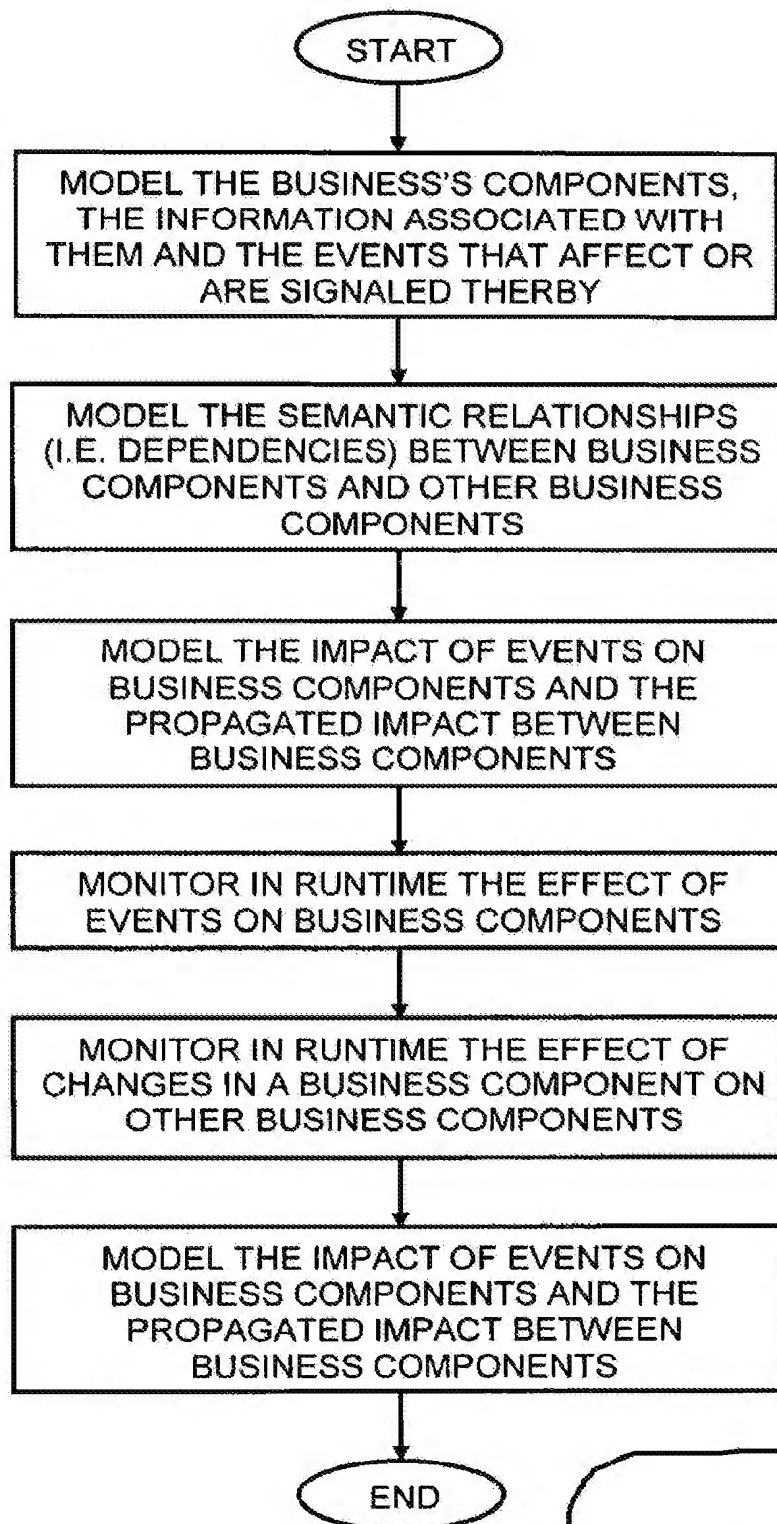 START
MODEL THE BUSINESS'S COMPONENTS,
THE INFORMATION ASSOCIATED WITH
THEM AND THE EVENTS THAT AFFECT OR
ARE SIGNALED THERBY
MODEL THE SEMANTIC RELATIONSHIPS
(I.E. DEPENDENCIES) BETWEEN BUSINESS
COMPONENTS AND OTHER BUSINESS
COMPONENTS
MODEL THE IMPACT OF EVENTS ON
BUSINESS COMPONENTS AND THE
PROPAGATED IMPACT BETWEEN
BUSINESS COMPONENTS
MONITOR IN RUNTIME THE EFFECT OF
EVENTS ON BUSINESS COMPONENTS
MONITOR IN RUNTIME THE EFFECT OF
CHANGES IN A BUSINESS COMPONENT ON
OTHER BUSINESS COMPONENTS
MODEL THE IMPACT OF EVENTS ON
BUSINESS COMPONENTS AND THE
PROPAGATED IMPACT BETWEEN
BUSINESS COMPONENTS
END